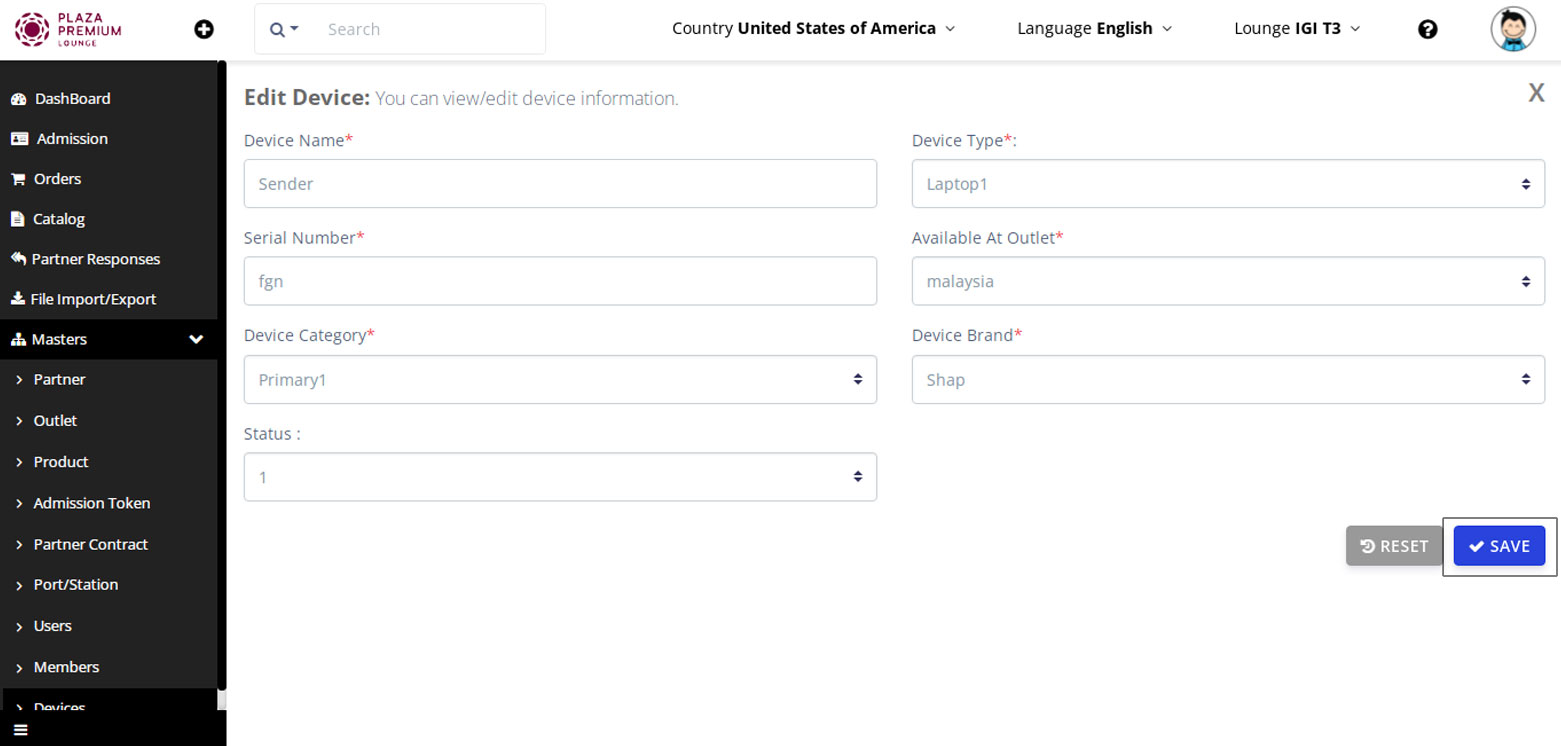 PLAZA
PREMIUM
LOUNGE
Search
Country United States of America
Language English
Lounge IGI T3
DashBoard
Admission
Orders
Catalog
Partner Responses
File Import/Export
Masters
Partner
Outlet
Product
Admission Token
Partner Contract
Port/Station
Users
Members
Devices
Edit Device: You can view/edit device information.
X
Device Name*
Sender
Device Type*:
Laptop1
Serial Number*
fgn
Available At Outlet*
malaysia
Device Category*
Primary1
Device Brand*
Shap
Status :
1
RESET
SAVE